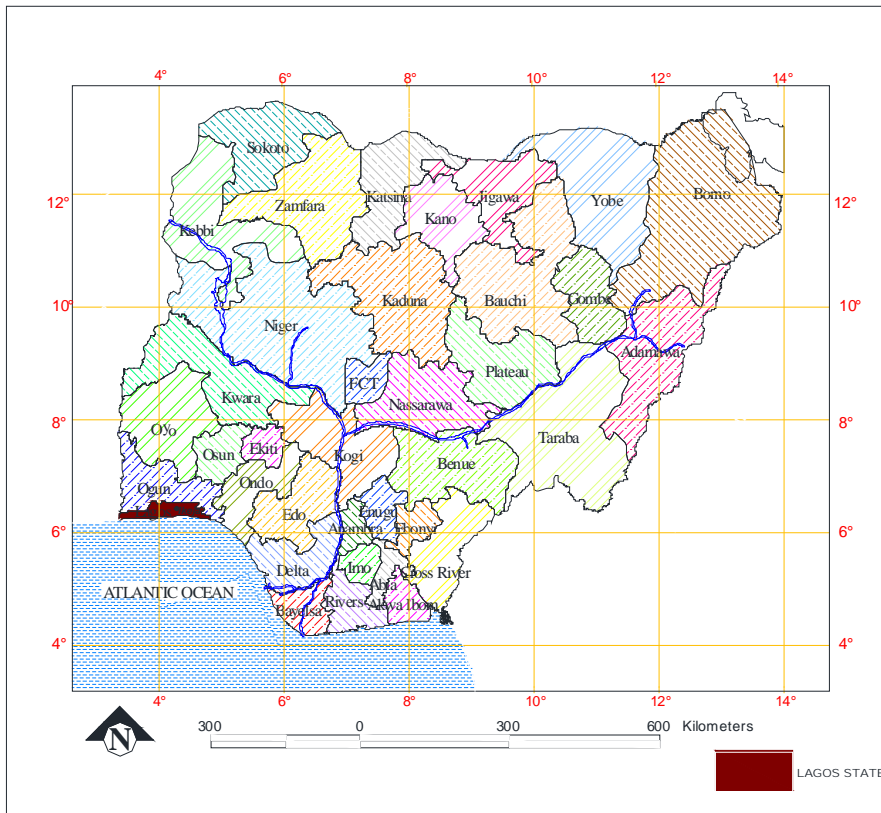 4° 6° 8° 10° 12° 14°
Sokoto
12° Zamfara Katsina Kano Jigawa Yobe Borno 12°
Kebbi
10° Niger Kaduna Bauchi Gombe 10°
FCT Plateau Adamawa
Kwara Nassarawa
8° Oyo Taraba 8°
Osun Ekiti Kogi Benue
Ogun Ondo
Edo Enugu
6° Anambra Ebonyi 6°
Delta Imo Cross River
ATLANTIC OCEAN Abia
Bayelsa Rivers Akwa Ibom
4° 4°
4° 6° 8° 10° 12° 14°
N
300 0 300 600 Kilometers
LAGOS STATE